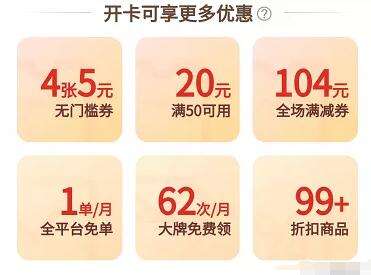 开卡可享更多优惠?
4张5元
无门槛券
20元
满50可用
104元
全场满减券
1单/月
全平台免单
62次/月
大牌免费领
99+
折扣商品